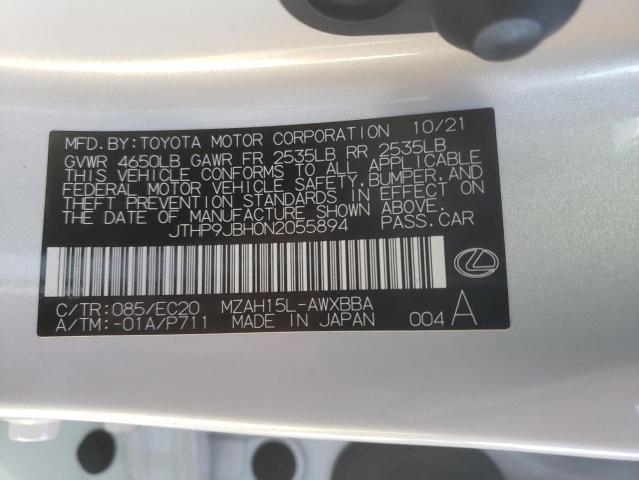 MFD.BY:TOYOTA MOTOR CORPORATION 10/21
GVWR 4650LB GAWR FR 2535LB RR 2535LB
THIS VEHICLE CONFORMS TO ALL APPLICABLE
FEDERAL MOTOR VEHICLE SAFETY,BUMPER,AND
THEFT PREVENTION STANDARDS IN EFFECT ON
THE DATE OF MANUFACTURE SHOWN ABOVE.
JTHP9JBH0N2055894 PASS.CAR
C/TR:085/EC20 MZAH15L-AWXBBA
A/TM:-01A/P711 MADE IN JAPAN 004 A